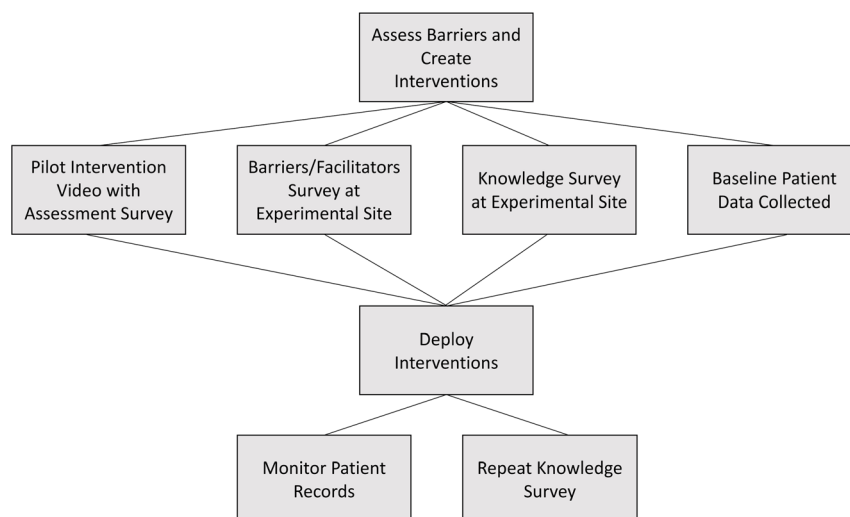 Assess Barriers and
Create
Interventions
Pilot Intervention
Video with
Assessment Survey
Barriers/Facilitators
Survey at
Experimental Site
Knowledge Survey
at Experimental Site
Baseline Patient
Data Collected
Deploy
Interventions
Monitor Patient
Records
Repeat Knowledge
Survey